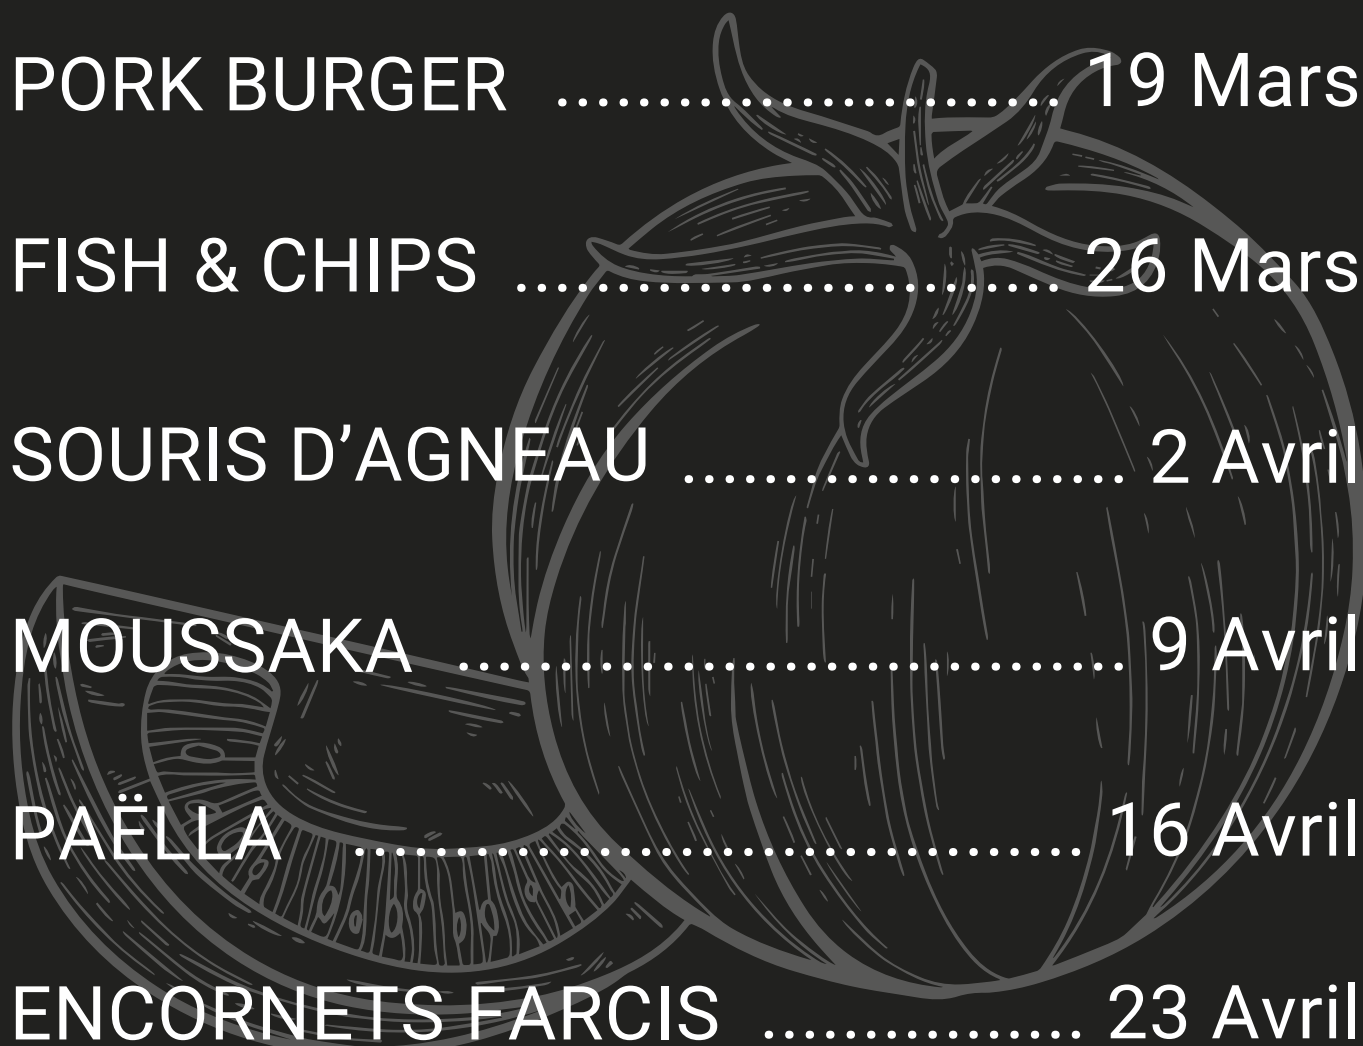 PORK BURGER ......................... 19 Mars
FISH & CHIPS ........................... 26 Mars
SOURIS D’AGNEAU ...................... 2 Avril
MOUSSAKA ................................. 9 Avril
PAËLLA .................................... 16 Avril
ENCORNETS FARCIS ................ 23 Avril